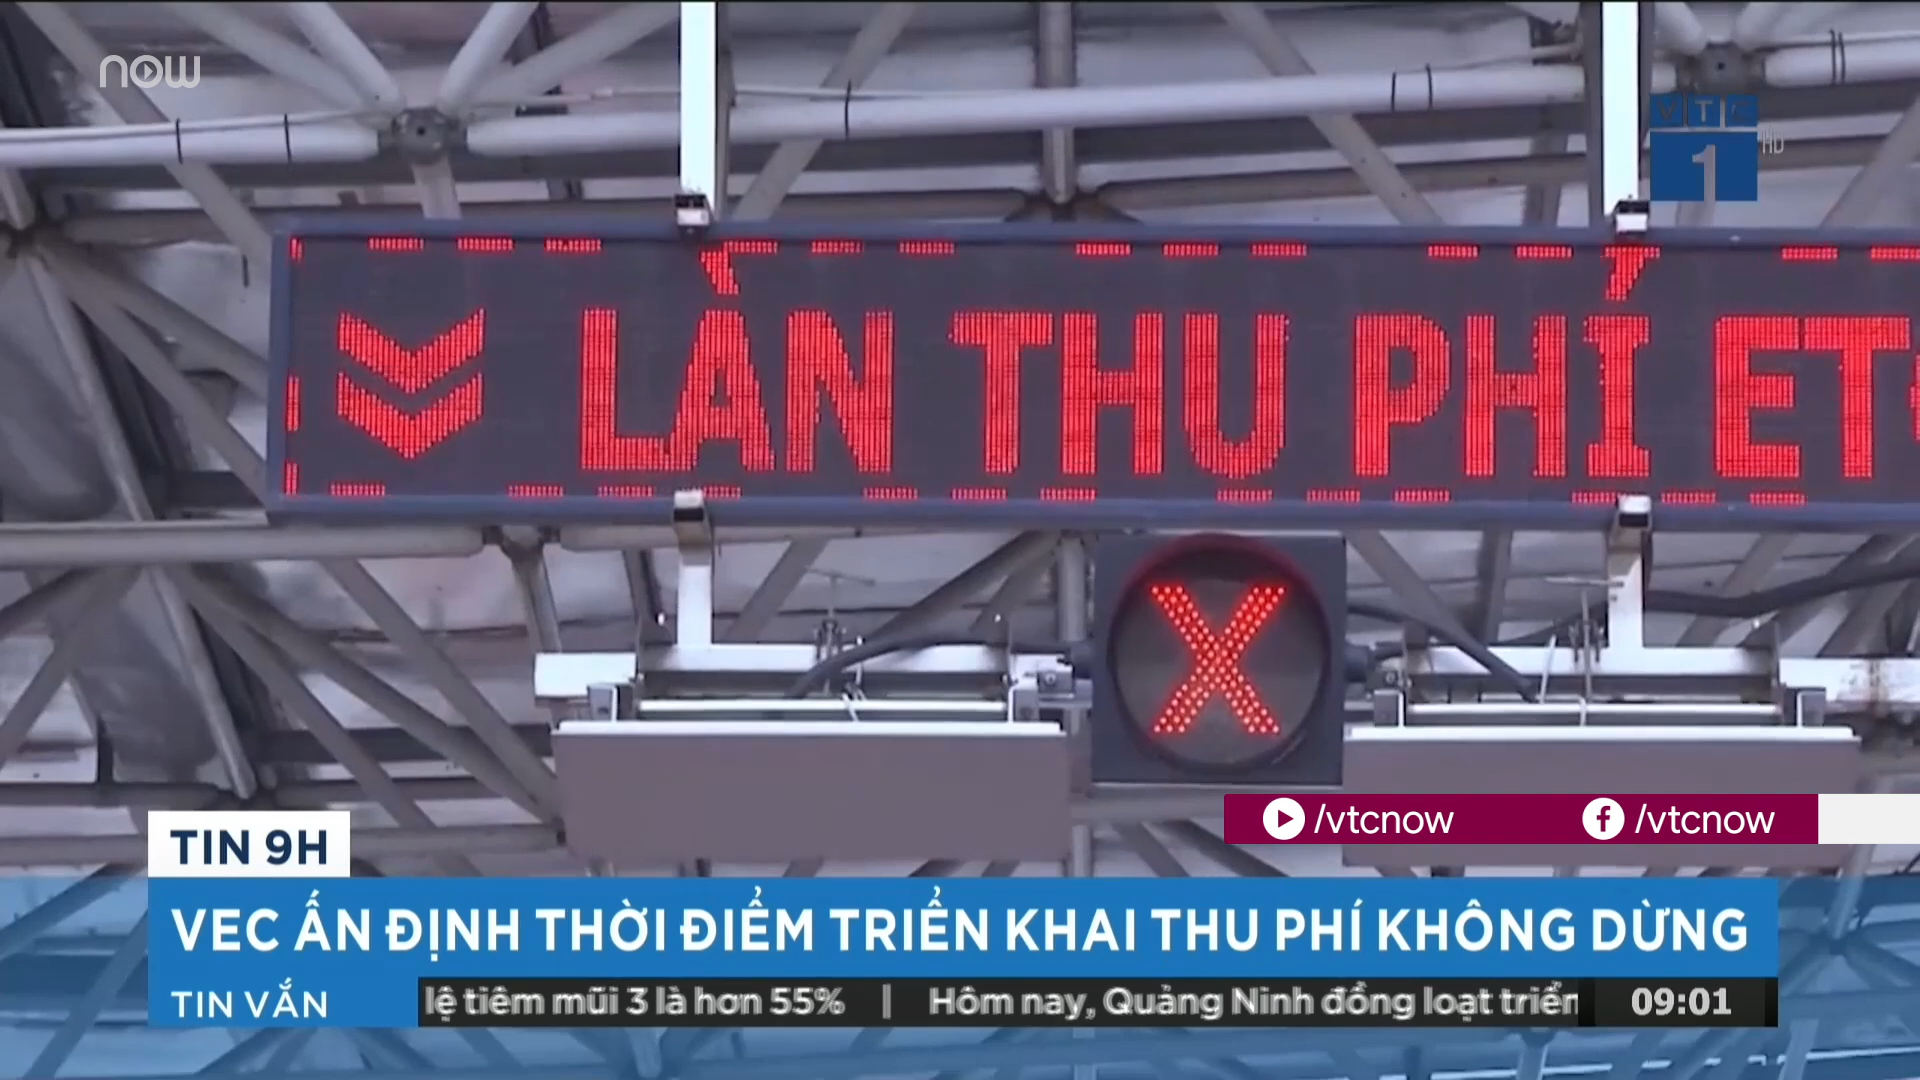 now
VTC
1
HD
LÀN THU PHÍ ET
X
/vtcnow
/vtcnow
TIN 9H
VEC ẤN ĐỊNH THỜI ĐIỂM TRIỂN KHAI THU PHÍ KHÔNG DỪNG
TIN VẮN
lệ tiêm mũi 3 là hơn 55% | Hôm nay, Quảng Ninh đồng loạt triển
09:01